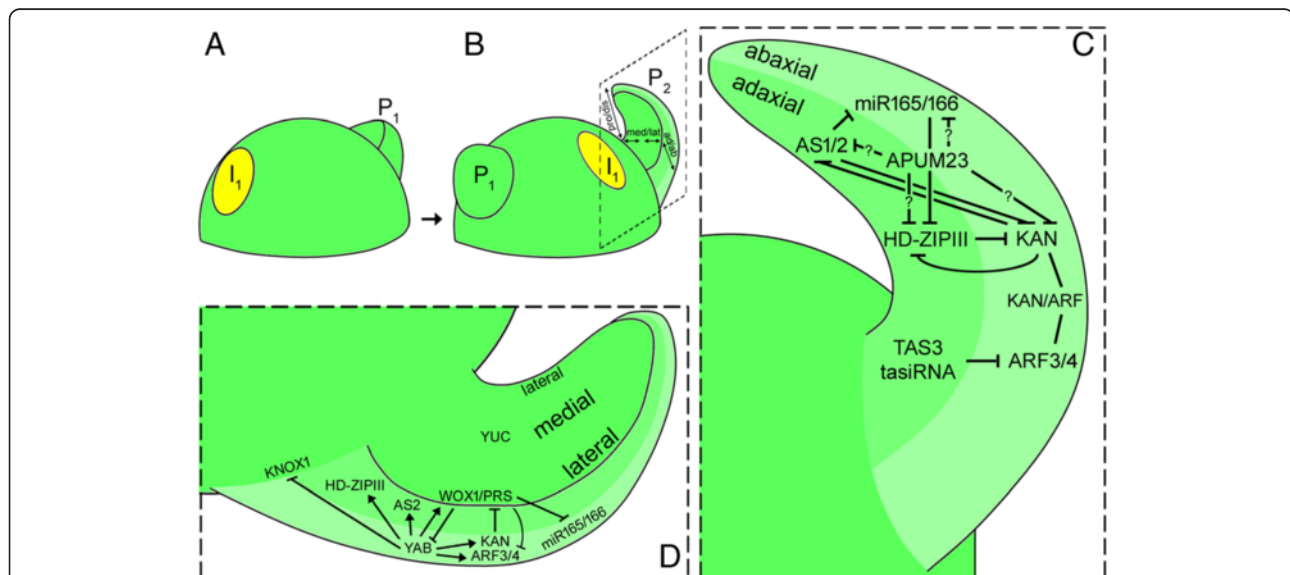 A
P1
I1
B
P2
pro/dis
med/lat
ad/ab
P1
I1
C
abaxial
adaxial
miR165/166
?
AS1/2
?
APUM23
?
?
HD-ZIPIII
KAN
KAN/ARF
TAS3
tasiRNA
ARF3/4
lateral
medial
YUC
lateral
KNOX1
HD-ZIPIII
AS2
WOX1/PRS
miR165/166
YAB
KAN
ARF3/4
D